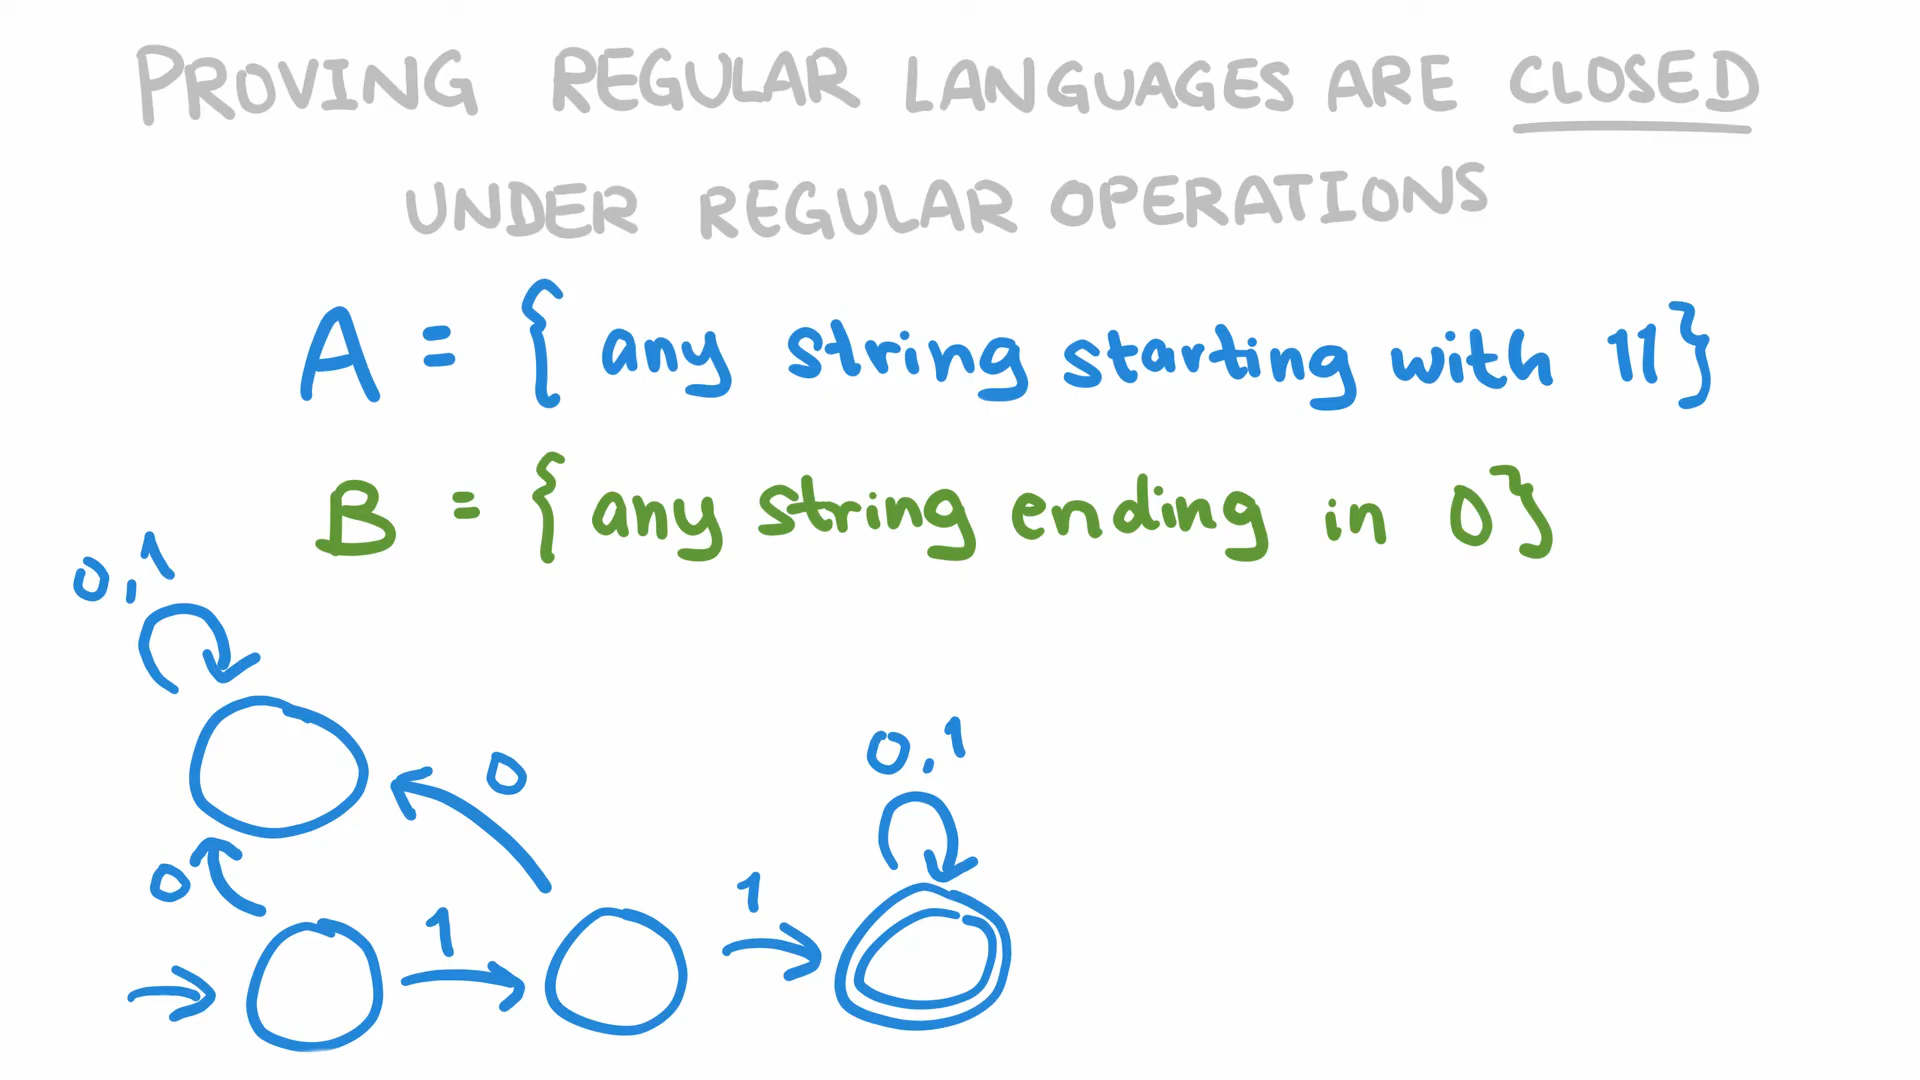 PROVING REGULAR LANGUAGES ARE CLOSED
UNDER REGULAR OPERATIONS
A = { any string starting with 11}
B = { any string ending in 0}
0,1
0
0,1
0
1
1